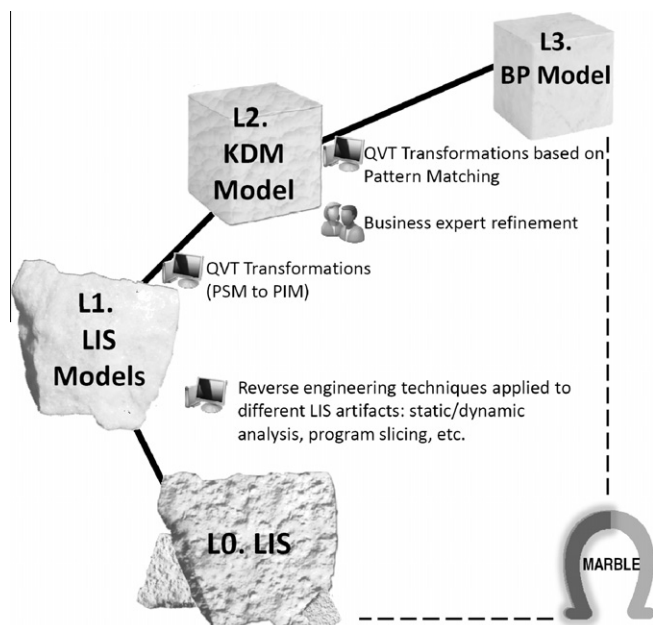 L3.
BP Model
L2.
KDM
Model
QVT Transformations based on
Pattern Matching
Business expert refinement
QVT Transformations
(PSM to PIM)
L1.
LIS
Models
Reverse engineering techniques applied to
different LIS artifacts: static/dynamic
analysis, program slicing, etc.
L0. LIS
MARBLE